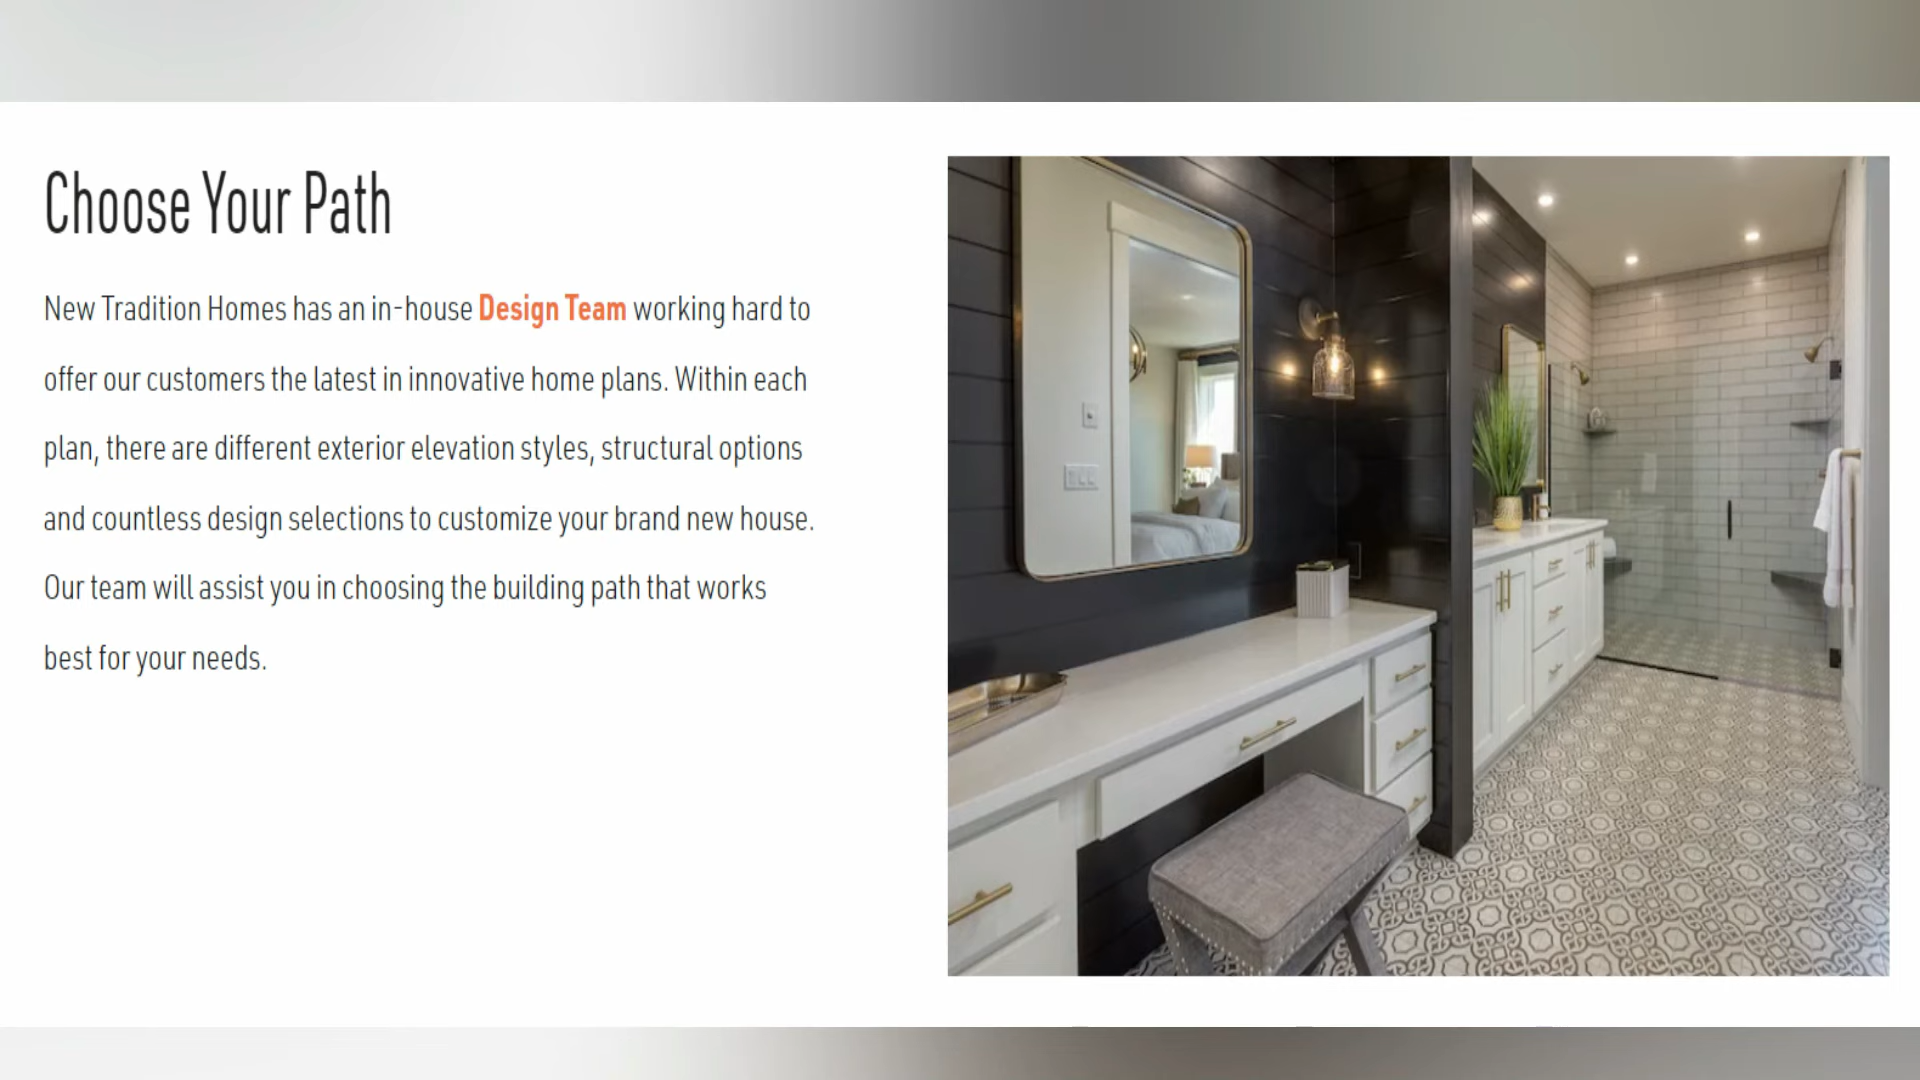 Choose Your Path
New Tradition Homes has an in-house Design Team working hard to
offer our customers the latest in innovative home plans. Within each
plan, there are different exterior elevation styles, structural options
and countless design selections to customize your brand new house.
Our team will assist you in choosing the building path that works
best for your needs.